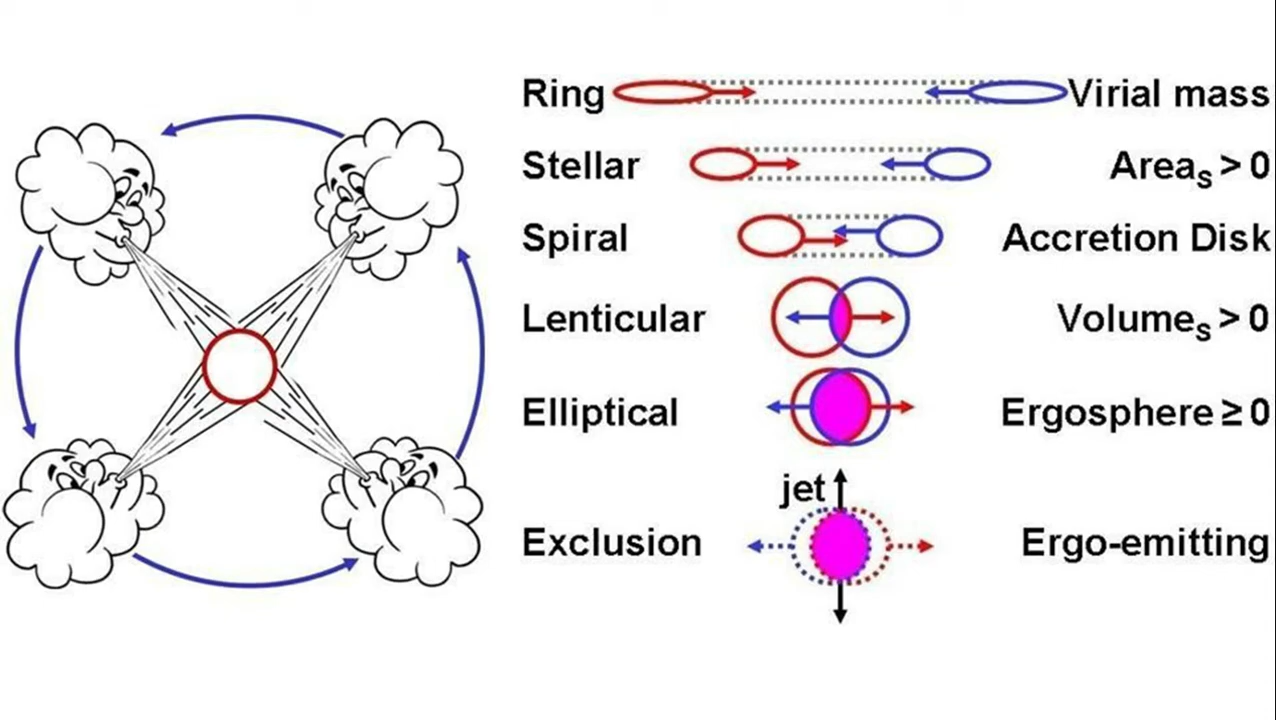 Ring Virial mass
Stellar Areas > 0
Spiral Accretion Disk
Lenticular Volumes > 0
Elliptical Ergosphere ≥ 0
jet
Exclusion Ergo-emitting